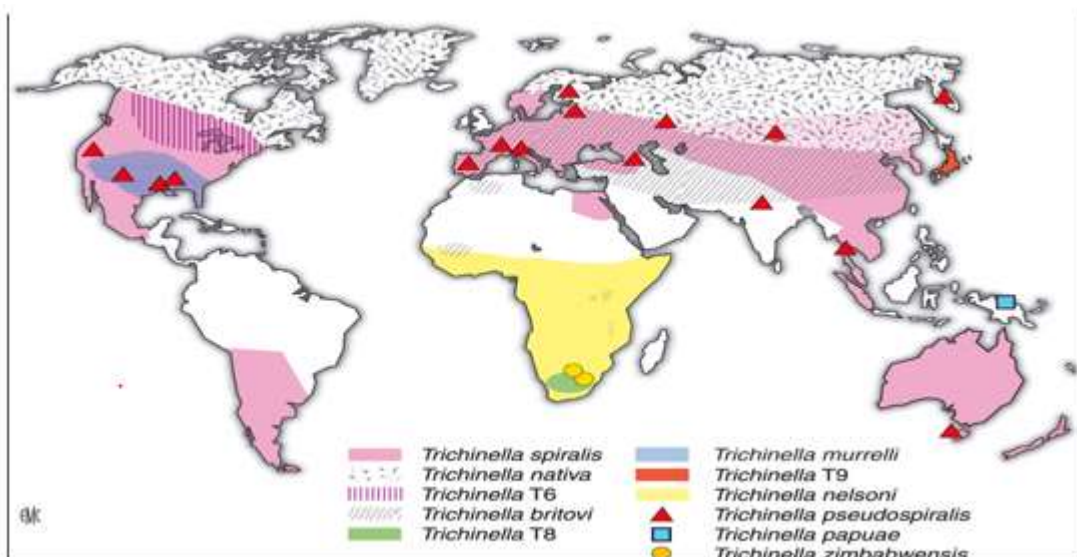 Trichinella spiralis
Trichinella nativa
Trichinella T6
Trichinella britovi
Trichinella T8
Trichinella murrelli
Trichinella T9
Trichinella nelsoni
Trichinella pseudospiralis
Trichinella papuae
Trichinella zimbabwensis